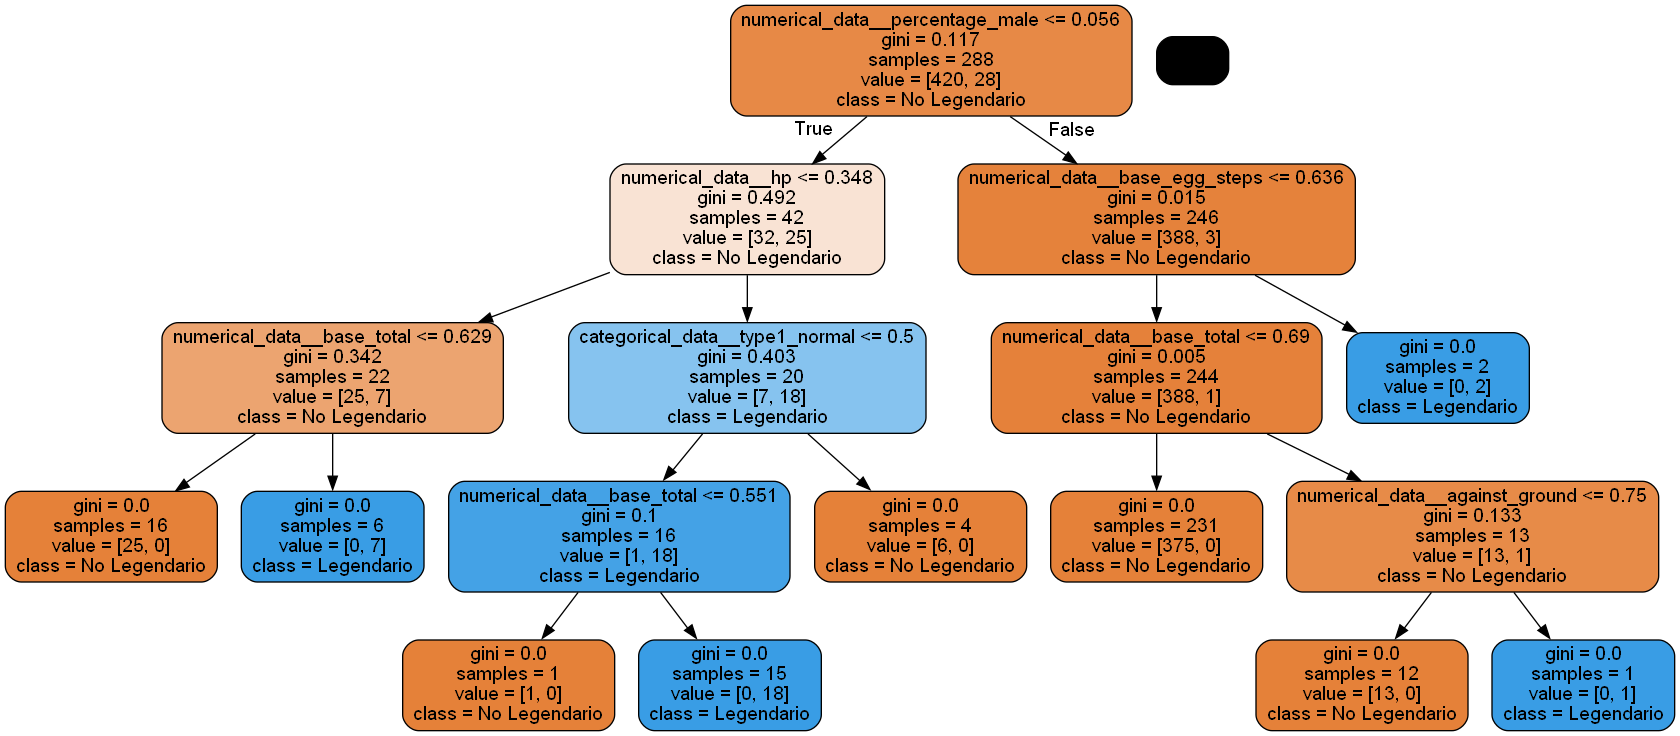 numerical_data__percentage_male <= 0.056
gini = 0.117
samples = 288
value = [420, 28]
class = No Legendario
True
False
numerical_data__hp <= 0.348
gini = 0.492
samples = 42
value = [32, 25]
class = No Legendario
numerical_data__base_egg_steps <= 0.636
gini = 0.015
samples = 246
value = [388, 3]
class = No Legendario
numerical_data__base_total <= 0.629
gini = 0.342
samples = 22
value = [25, 7]
class = No Legendario
categorical_data__type1_normal <= 0.5
gini = 0.403
samples = 20
value = [7, 18]
class = Legendario
numerical_data__base_total <= 0.69
gini = 0.005
samples = 244
value = [388, 1]
class = No Legendario
gini = 0.0
samples = 2
value = [0, 2]
class = Legendario
gini = 0.0
samples = 16
value = [25, 0]
class = No Legendario
gini = 0.0
samples = 6
value = [0, 7]
class = Legendario
numerical_data__base_total <= 0.551
gini = 0.1
samples = 16
value = [1, 18]
class = Legendario
gini = 0.0
samples = 4
value = [6, 0]
class = No Legendario
gini = 0.0
samples = 231
value = [375, 0]
class = No Legendario
numerical_data__against_ground <= 0.75
gini = 0.133
samples = 13
value = [13, 1]
class = No Legendario
gini = 0.0
samples = 1
value = [1, 0]
class = No Legendario
gini = 0.0
samples = 15
value = [0, 18]
class = Legendario
gini = 0.0
samples = 12
value = [13, 0]
class = No Legendario
gini = 0.0
samples = 1
value = [0, 1]
class = Legendario